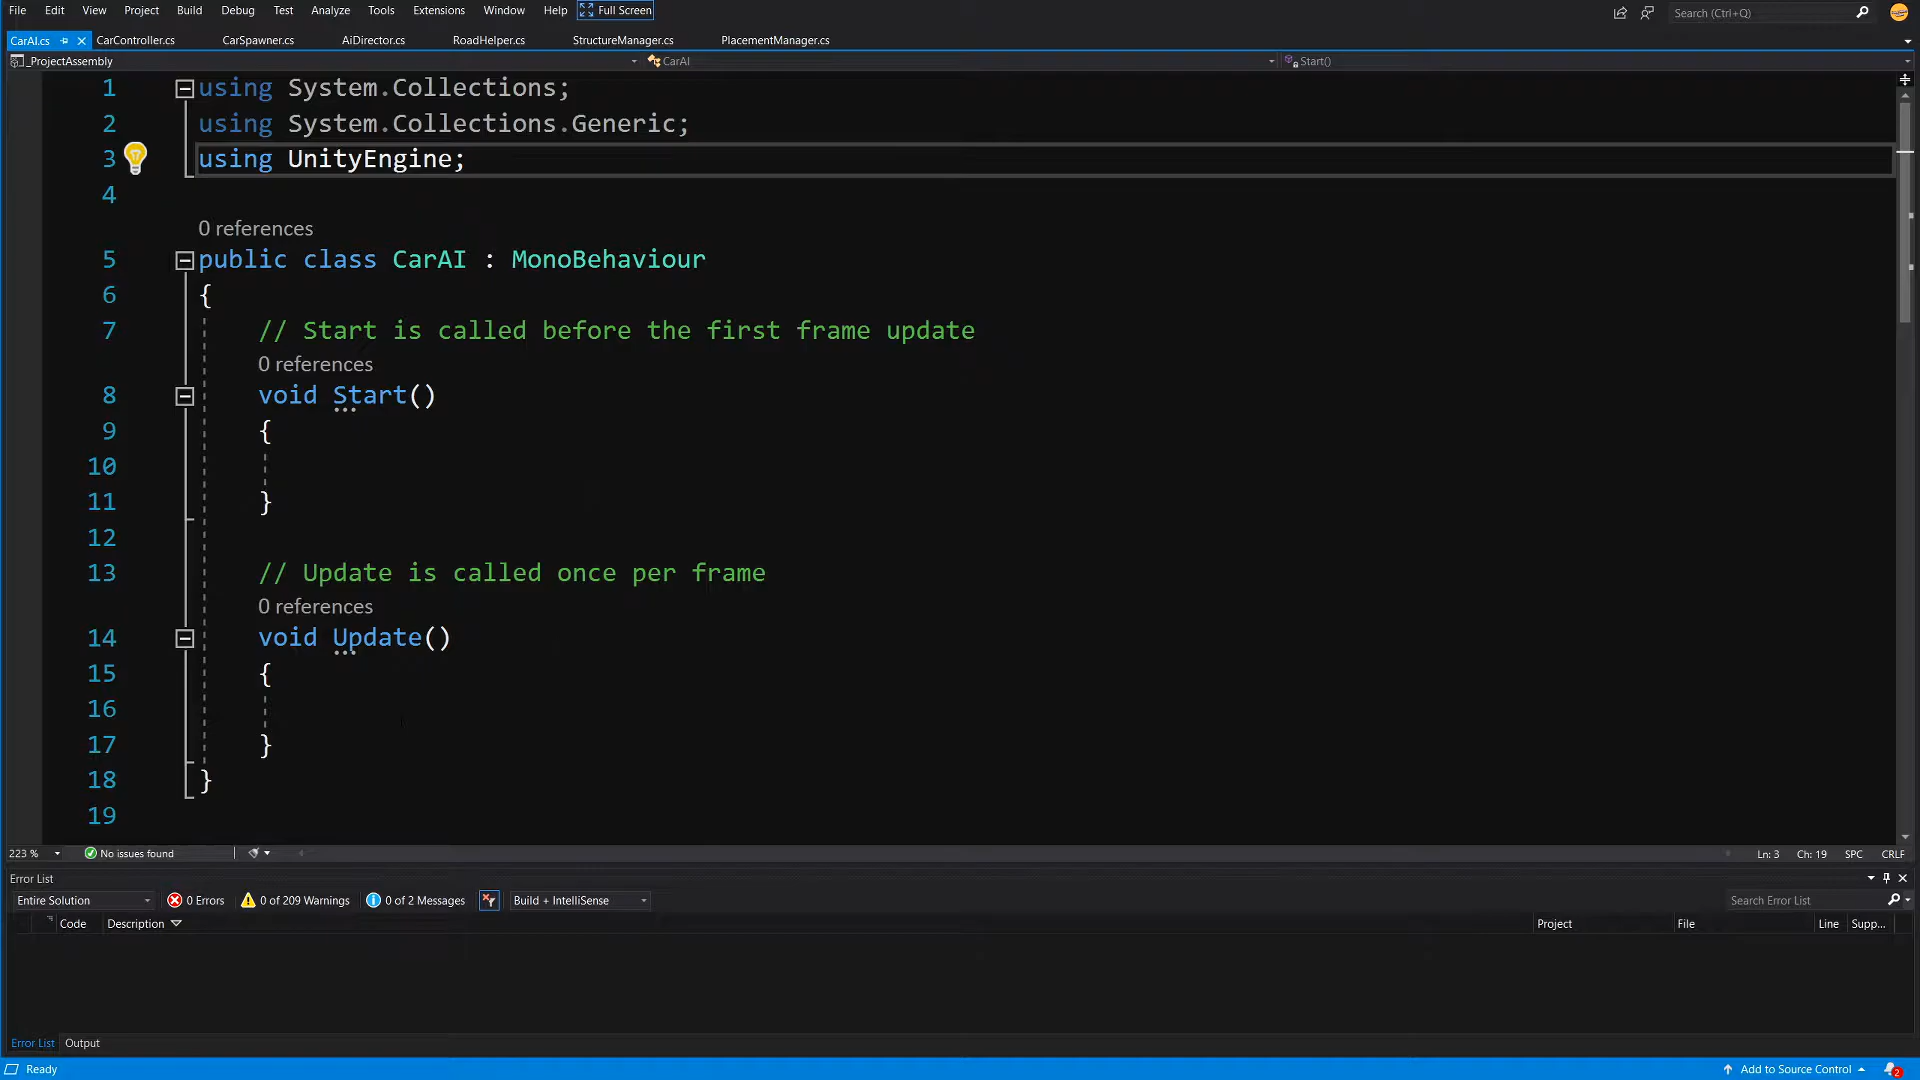 File Edit View Project Build Debug Test Analyze Tools Extensions Window Help Full Screen Search (Ctrl+Q)
CarAI.cs CarController.cs CarSpawner.cs AiDirector.cs RoadHelper.cs StructureManager.cs PlacementManager.cs
_ProjectAssembly CarAI Start()
1 using System.Collections;
2 using System.Collections.Generic;
3 using UnityEngine;
4
0 references
5 public class CarAI : MonoBehaviour
6 {
7 // Start is called before the first frame update
0 references
8 void Start()
9 {
10
11 }
12
13 // Update is called once per frame
0 references
14 void Update()
15 {
16
17 }
18 }
19
223 % No issues found Ln: 3 Ch: 19 SPC CRLF
Error List
Entire Solution 0 Errors 0 of 209 Warnings 0 of 2 Messages Build + IntelliSense Search Error List
Code Description Project File Line Supp...
Error List Output
Ready Add to Source Control 2